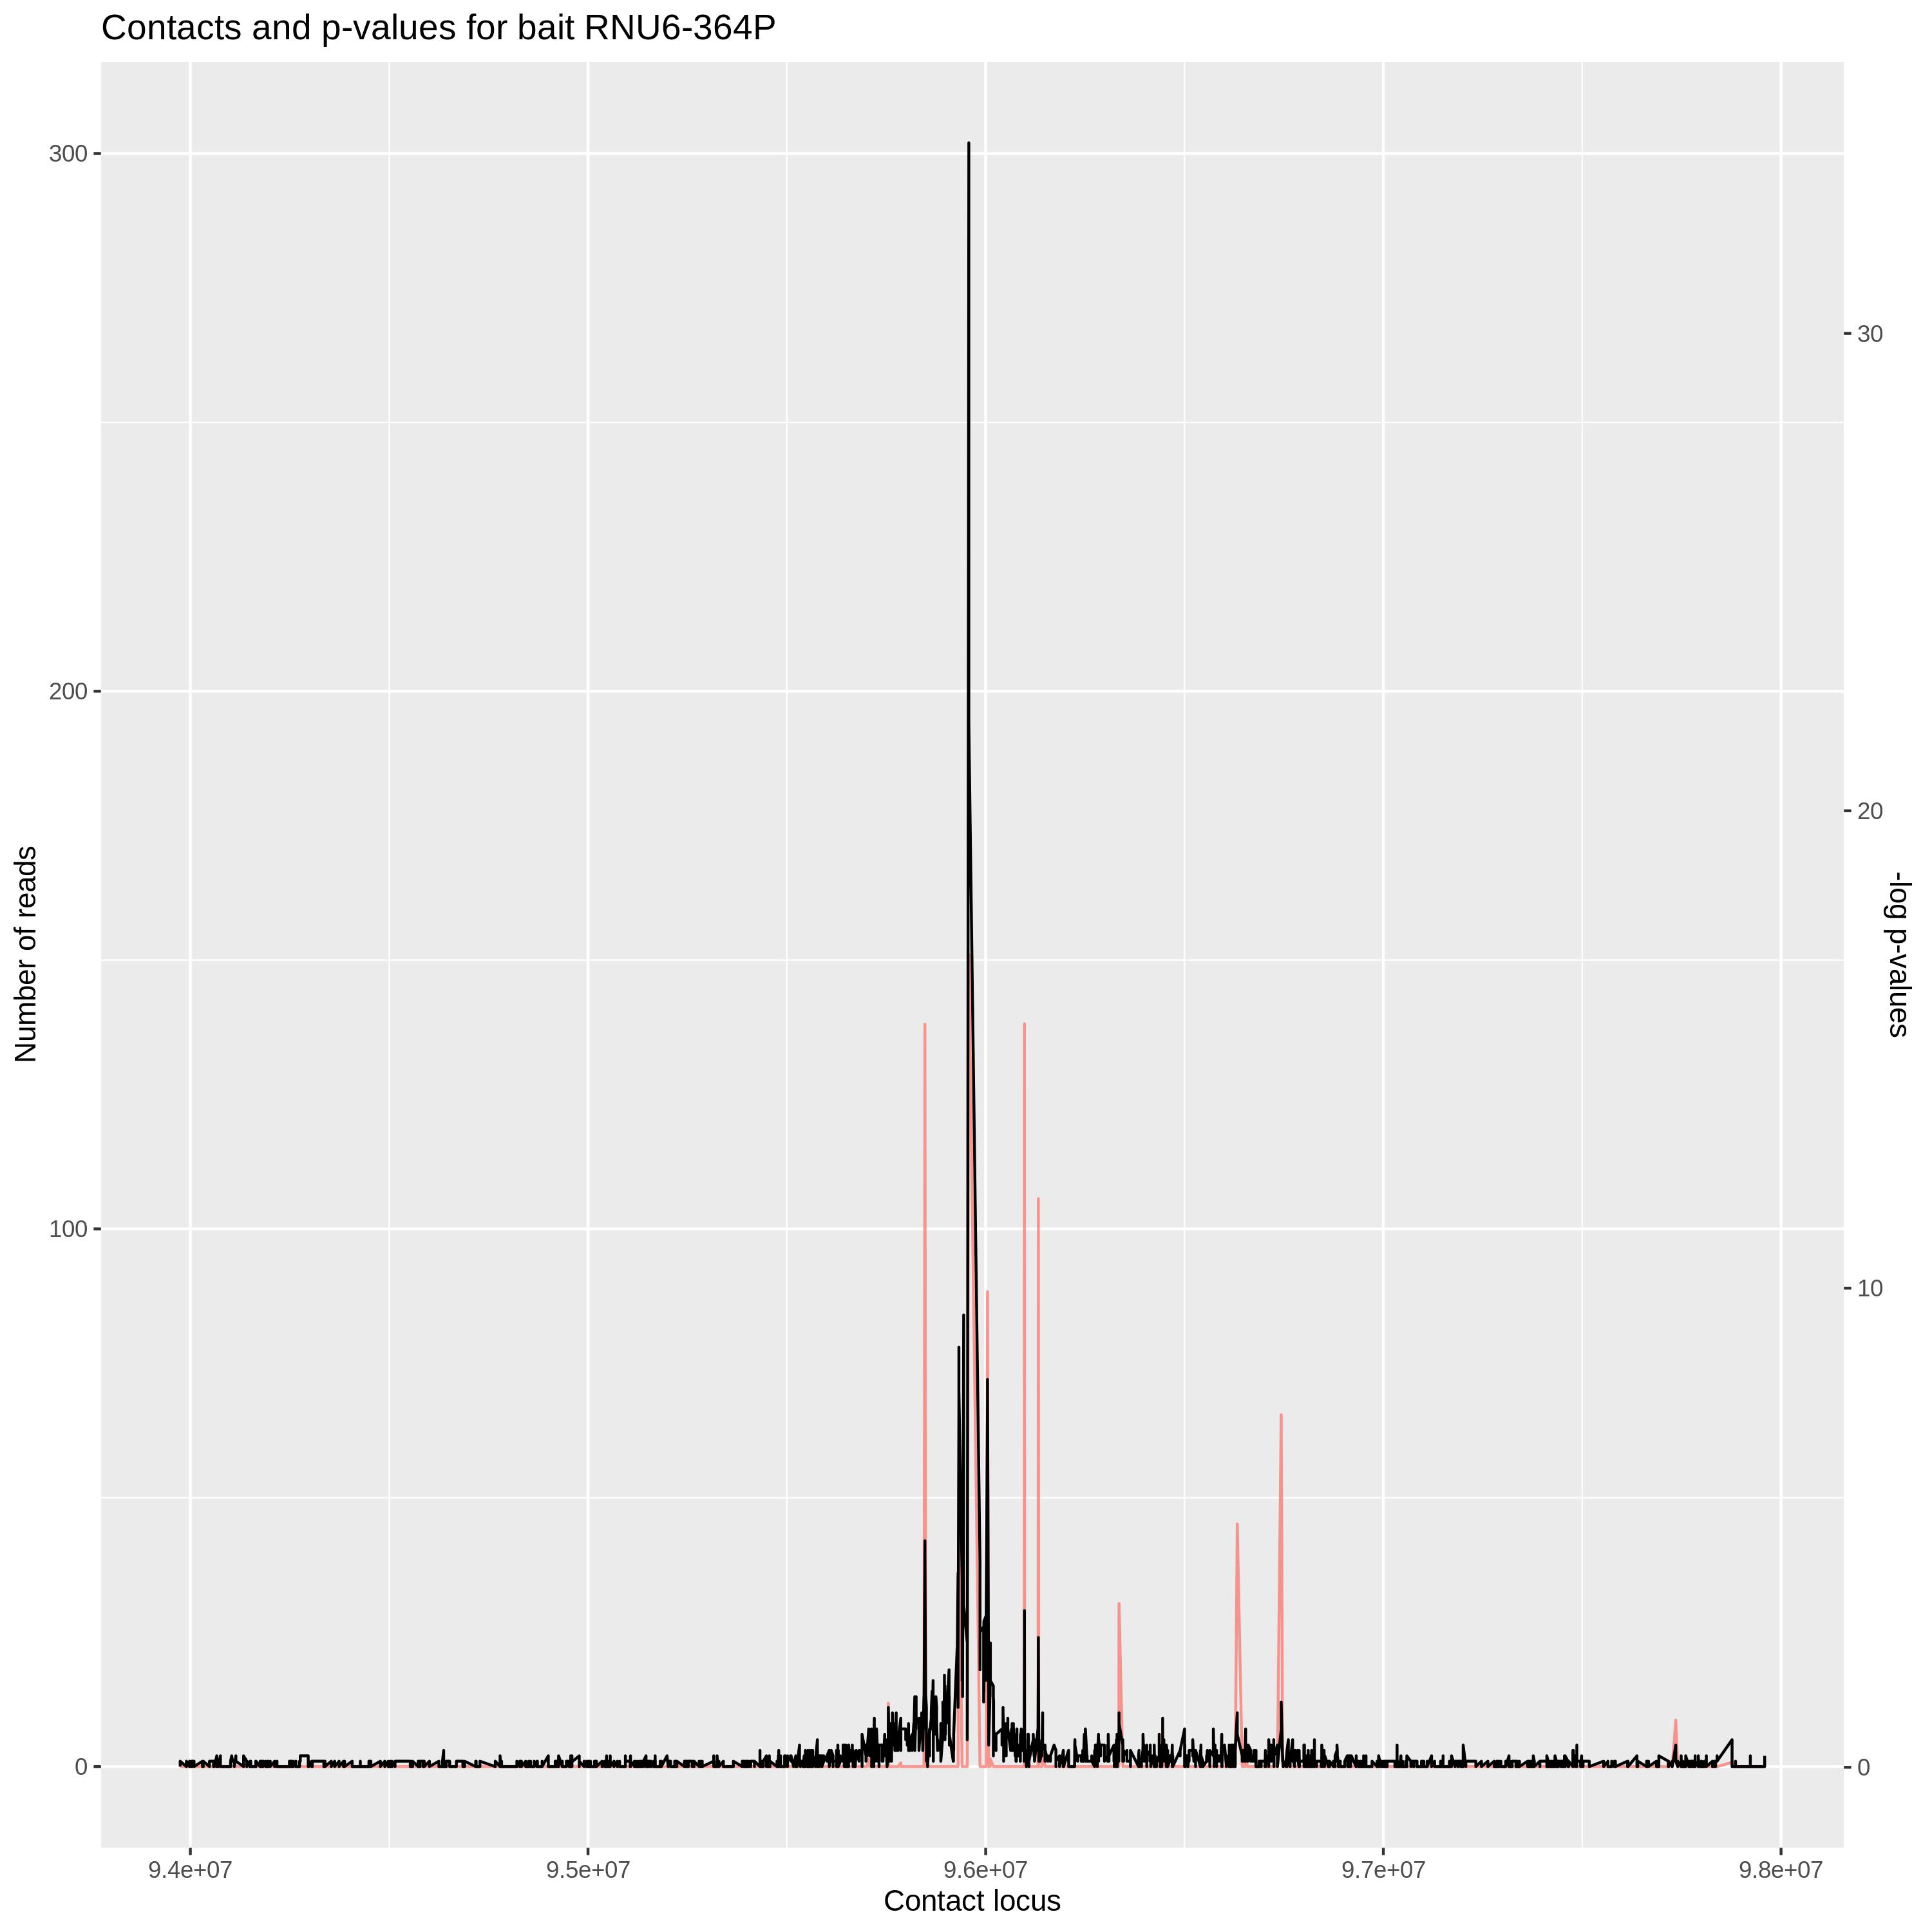 Contacts and p-values for bait RNU6-364P
300
200
100
0
Number of reads
30
20
10
0
-log p-values
9.4e+07
9.5e+07
9.6e+07
9.7e+07
9.8e+07
Contact locus